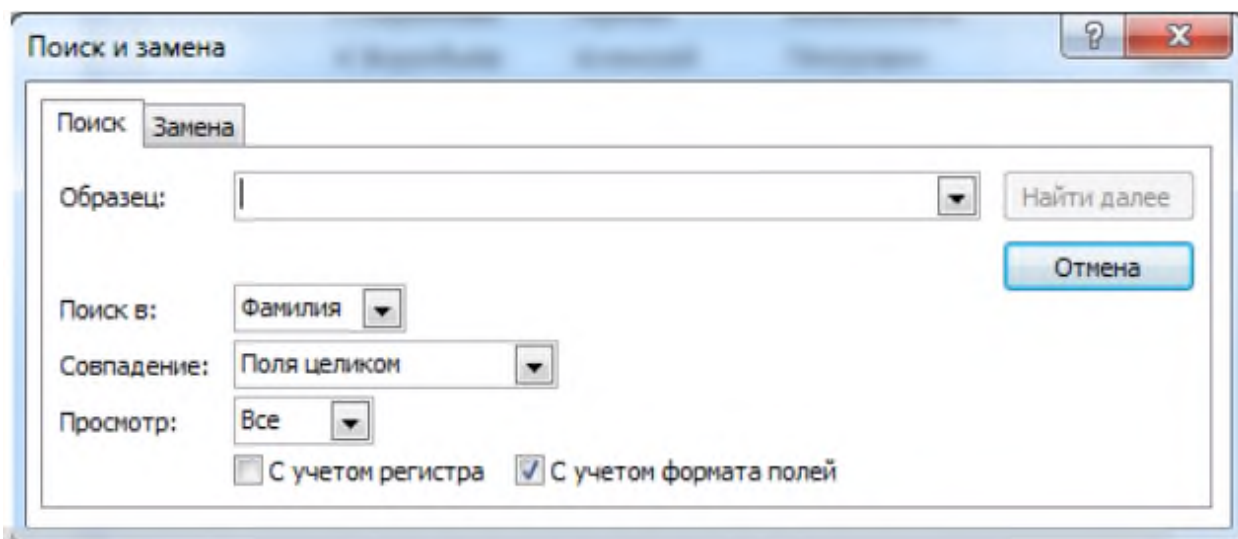 Поиск и замена
Поиск Замена
Образец: Найти далее
Отмена
Поиск в: Фамилия
Совпадение: Поля целиком
Просмотр: Все
С учетом регистра С учетом формата полей